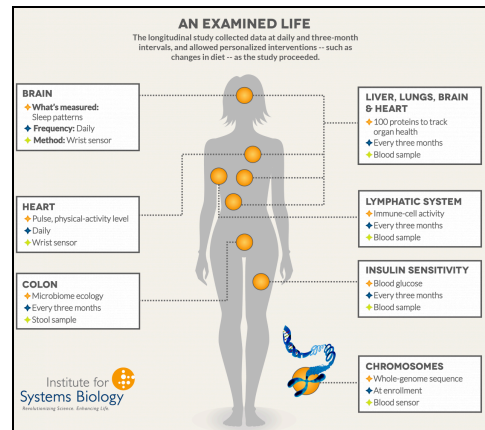 AN EXAMINED LIFE
The longitudinal study collected data at daily and three-month
intervals, and allowed personalized interventions -- such as
changes in diet -- as the study proceeded.
BRAIN
What's measured:
Sleep patterns
Frequency: Daily
Method: Wrist sensor
HEART
Pulse, physical-activity level
Daily
Wrist sensor
COLON
Microbiome ecology
Every three months
Stool sample
LIVER, LUNGS, BRAIN
& HEART
100 proteins to track
organ health
Every three months
Blood sample
LYMPHATIC SYSTEM
Immune-cell activity
Every three months
Blood sample
INSULIN SENSITIVITY
Blood glucose
Every three months
Blood sample
CHROMOSOMES
Whole-genome sequence
At enrollment
Blood sensor
Institute for
Systems Biology
Revolutionizing Science. Enhancing Life.